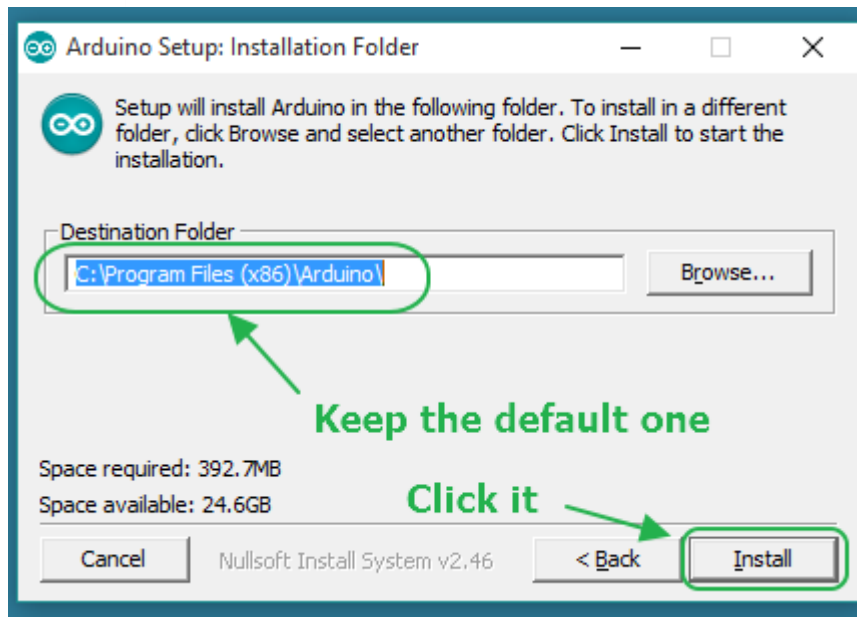 Arduino Setup: Installation Folder
Setup will install Arduino in the following folder. To install in a different
folder, click Browse and select another folder. Click Install to start the
installation.
Destination Folder
C:\Program Files (x86)\Arduino\
Browse...
Keep the default one
Space required: 392.7MB
Space available: 24.6GB
Click it
Cancel
Nullsoft Install System v2.46
< Back
Install